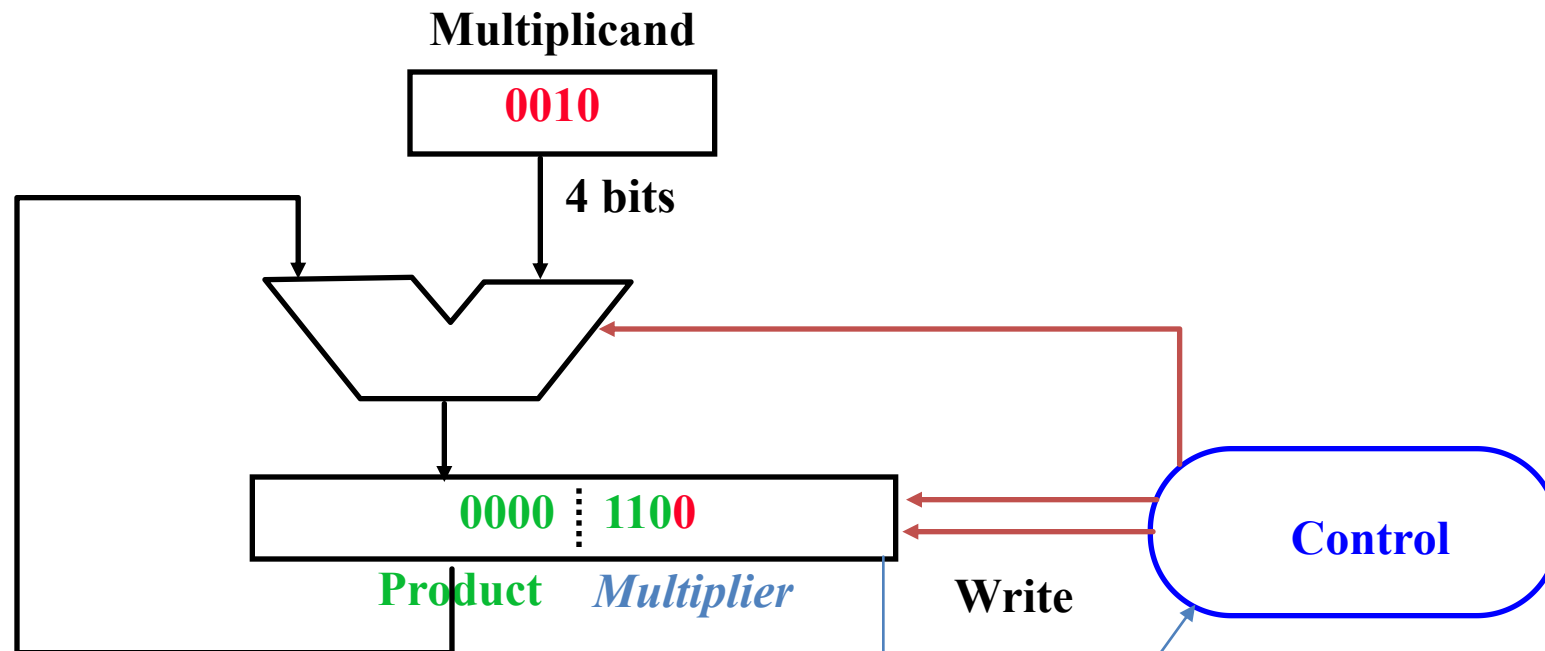 Multiplicand
0010
4 bits
0000 1100
Control
Product Multiplier Write